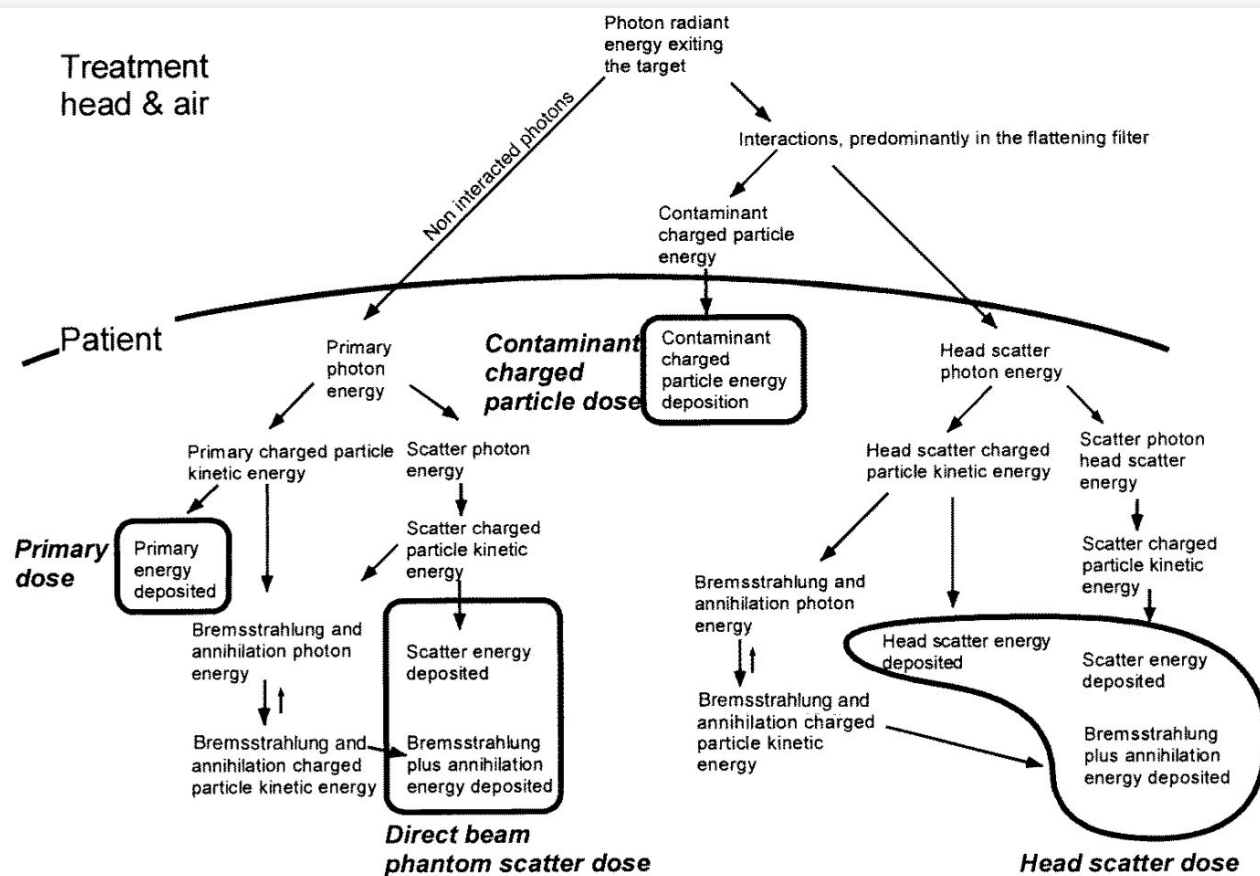 Photon radiant
energy exiting
the target
Treatment
head & air
Non interacted photons
Interactions, predominantly in the flattening filter
Contaminant
charged particle
energy
Patient
Primary
photon
energy
Contaminant
charged
particle dose
Contaminant
charged
particle energy
deposition
Head scatter
photon energy
Primary charged particle
kinetic energy
Scatter photon
energy
Head scatter charged
particle kinetic energy
Scatter photon
head scatter
energy
Primary
dose
Primary
energy
deposited
Scatter charged
particle kinetic
energy
Scatter charged
particle kinetic
energy
Bremsstrahlung and
annihilation photon
energy
Bremsstrahlung and
annihilation photon
energy
Scatter energy
deposited
Head scatter energy
deposited
Scatter energy
deposited
Bremsstrahlung and
annihilation charged
particle kinetic energy
Bremsstrahlung
plus annihilation
energy deposited
Bremsstrahlung and
annihilation charged
particle kinetic
energy
Bremsstrahlung
plus annihilation
energy deposited
Direct beam
phantom scatter dose
Head scatter dose